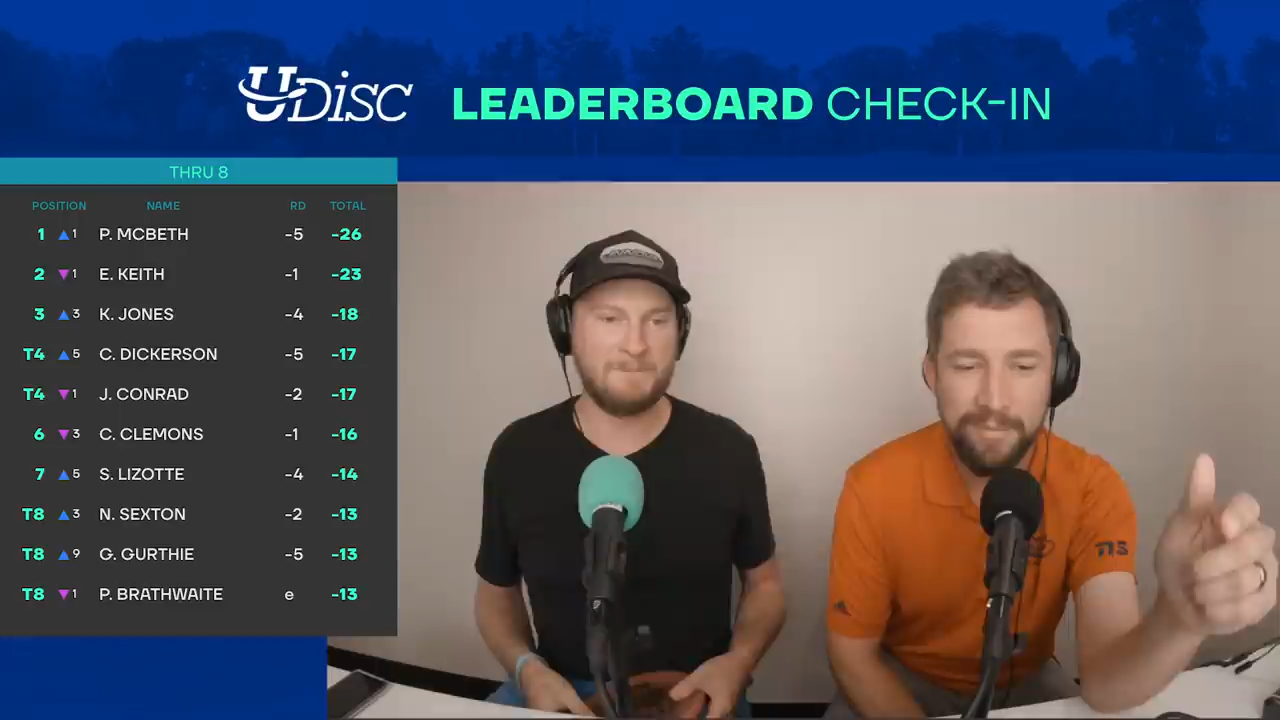 UDisc LEADERBOARD CHECK-IN
THRU 8
POSITION NAME RD TOTAL
1 ▲1 P. MCBETH -5 -26
2 ▼1 E. KEITH -1 -23
3 ▲3 K. JONES -4 -18
T4 ▲5 C. DICKERSON -5 -17
T4 ▼1 J. CONRAD -2 -17
6 ▼3 C. CLEMONS -1 -16
7 ▲5 S. LIZOTTE -4 -14
T8 ▲3 N. SEXTON -2 -13
T8 ▲9 G. GURTHIE -5 -13
T8 ▼1 P. BRATHWAITE e -13